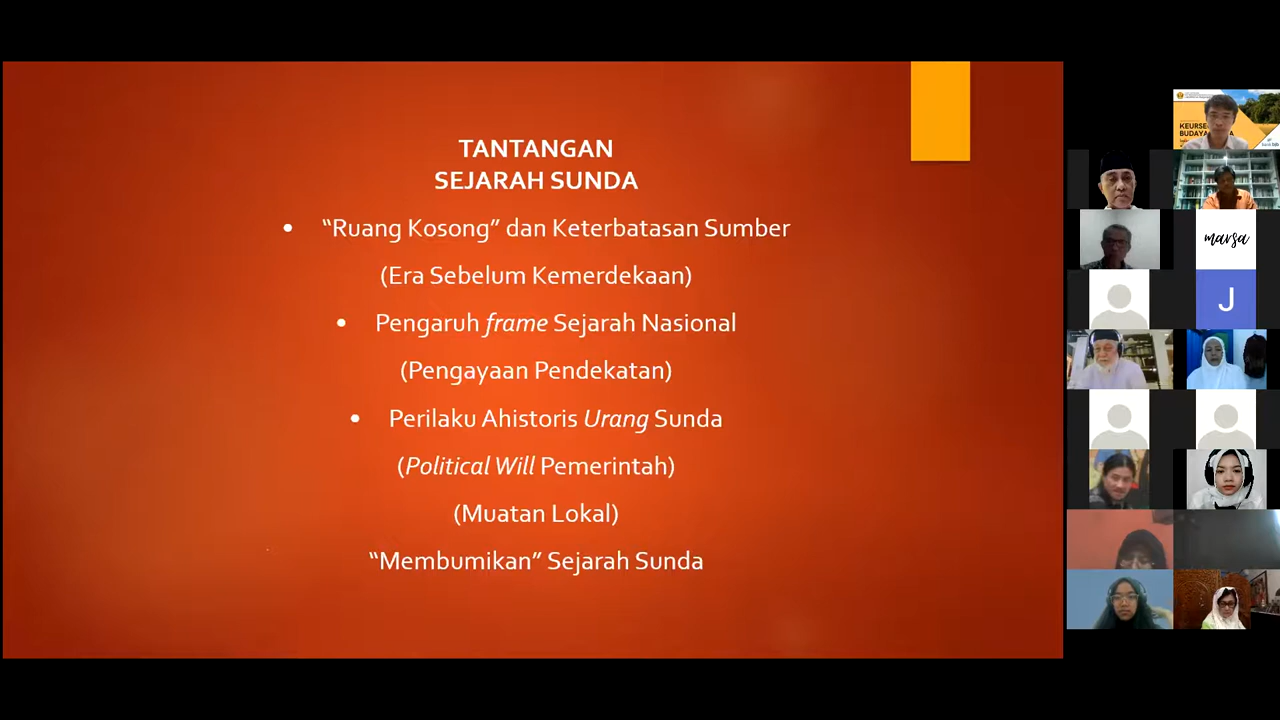 TANTANGAN
SEJARAH SUNDA
• “Ruang Kosong” dan Keterbatasan Sumber
(Era Sebelum Kemerdekaan)
• Pengaruh frame Sejarah Nasional
(Pengayaan Pendekatan)
• Perilaku Ahistoris Urang Sunda
(Political Will Pemerintah)
(Muatan Lokal)
“Membumikan” Sejarah Sunda
marsa
J